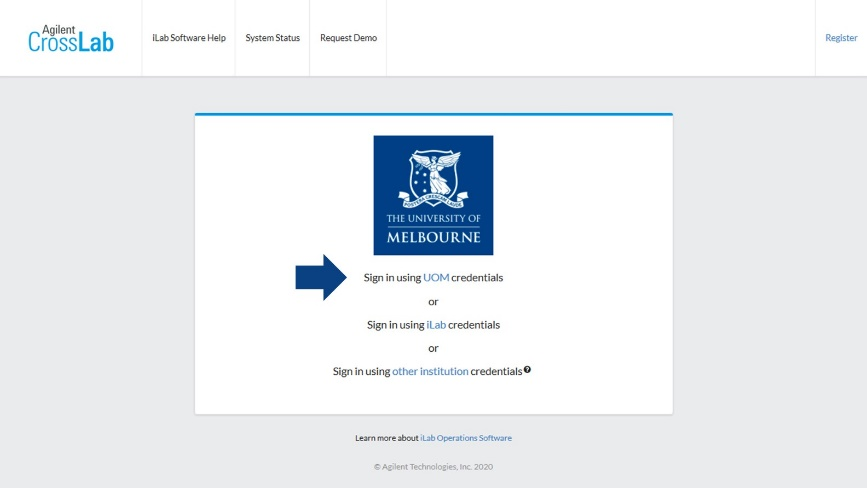 Agilent
CrossLab
iLab Software Help
System Status
Request Demo
Register
POSTERA CRESCAM LAUDE
THE UNIVERSITY OF
MELBOURNE
Sign in using UOM credentials
or
Sign in using iLab credentials
or
Sign in using other institution credentials?
Learn more about iLab Operations Software
© Agilent Technologies, Inc. 2020